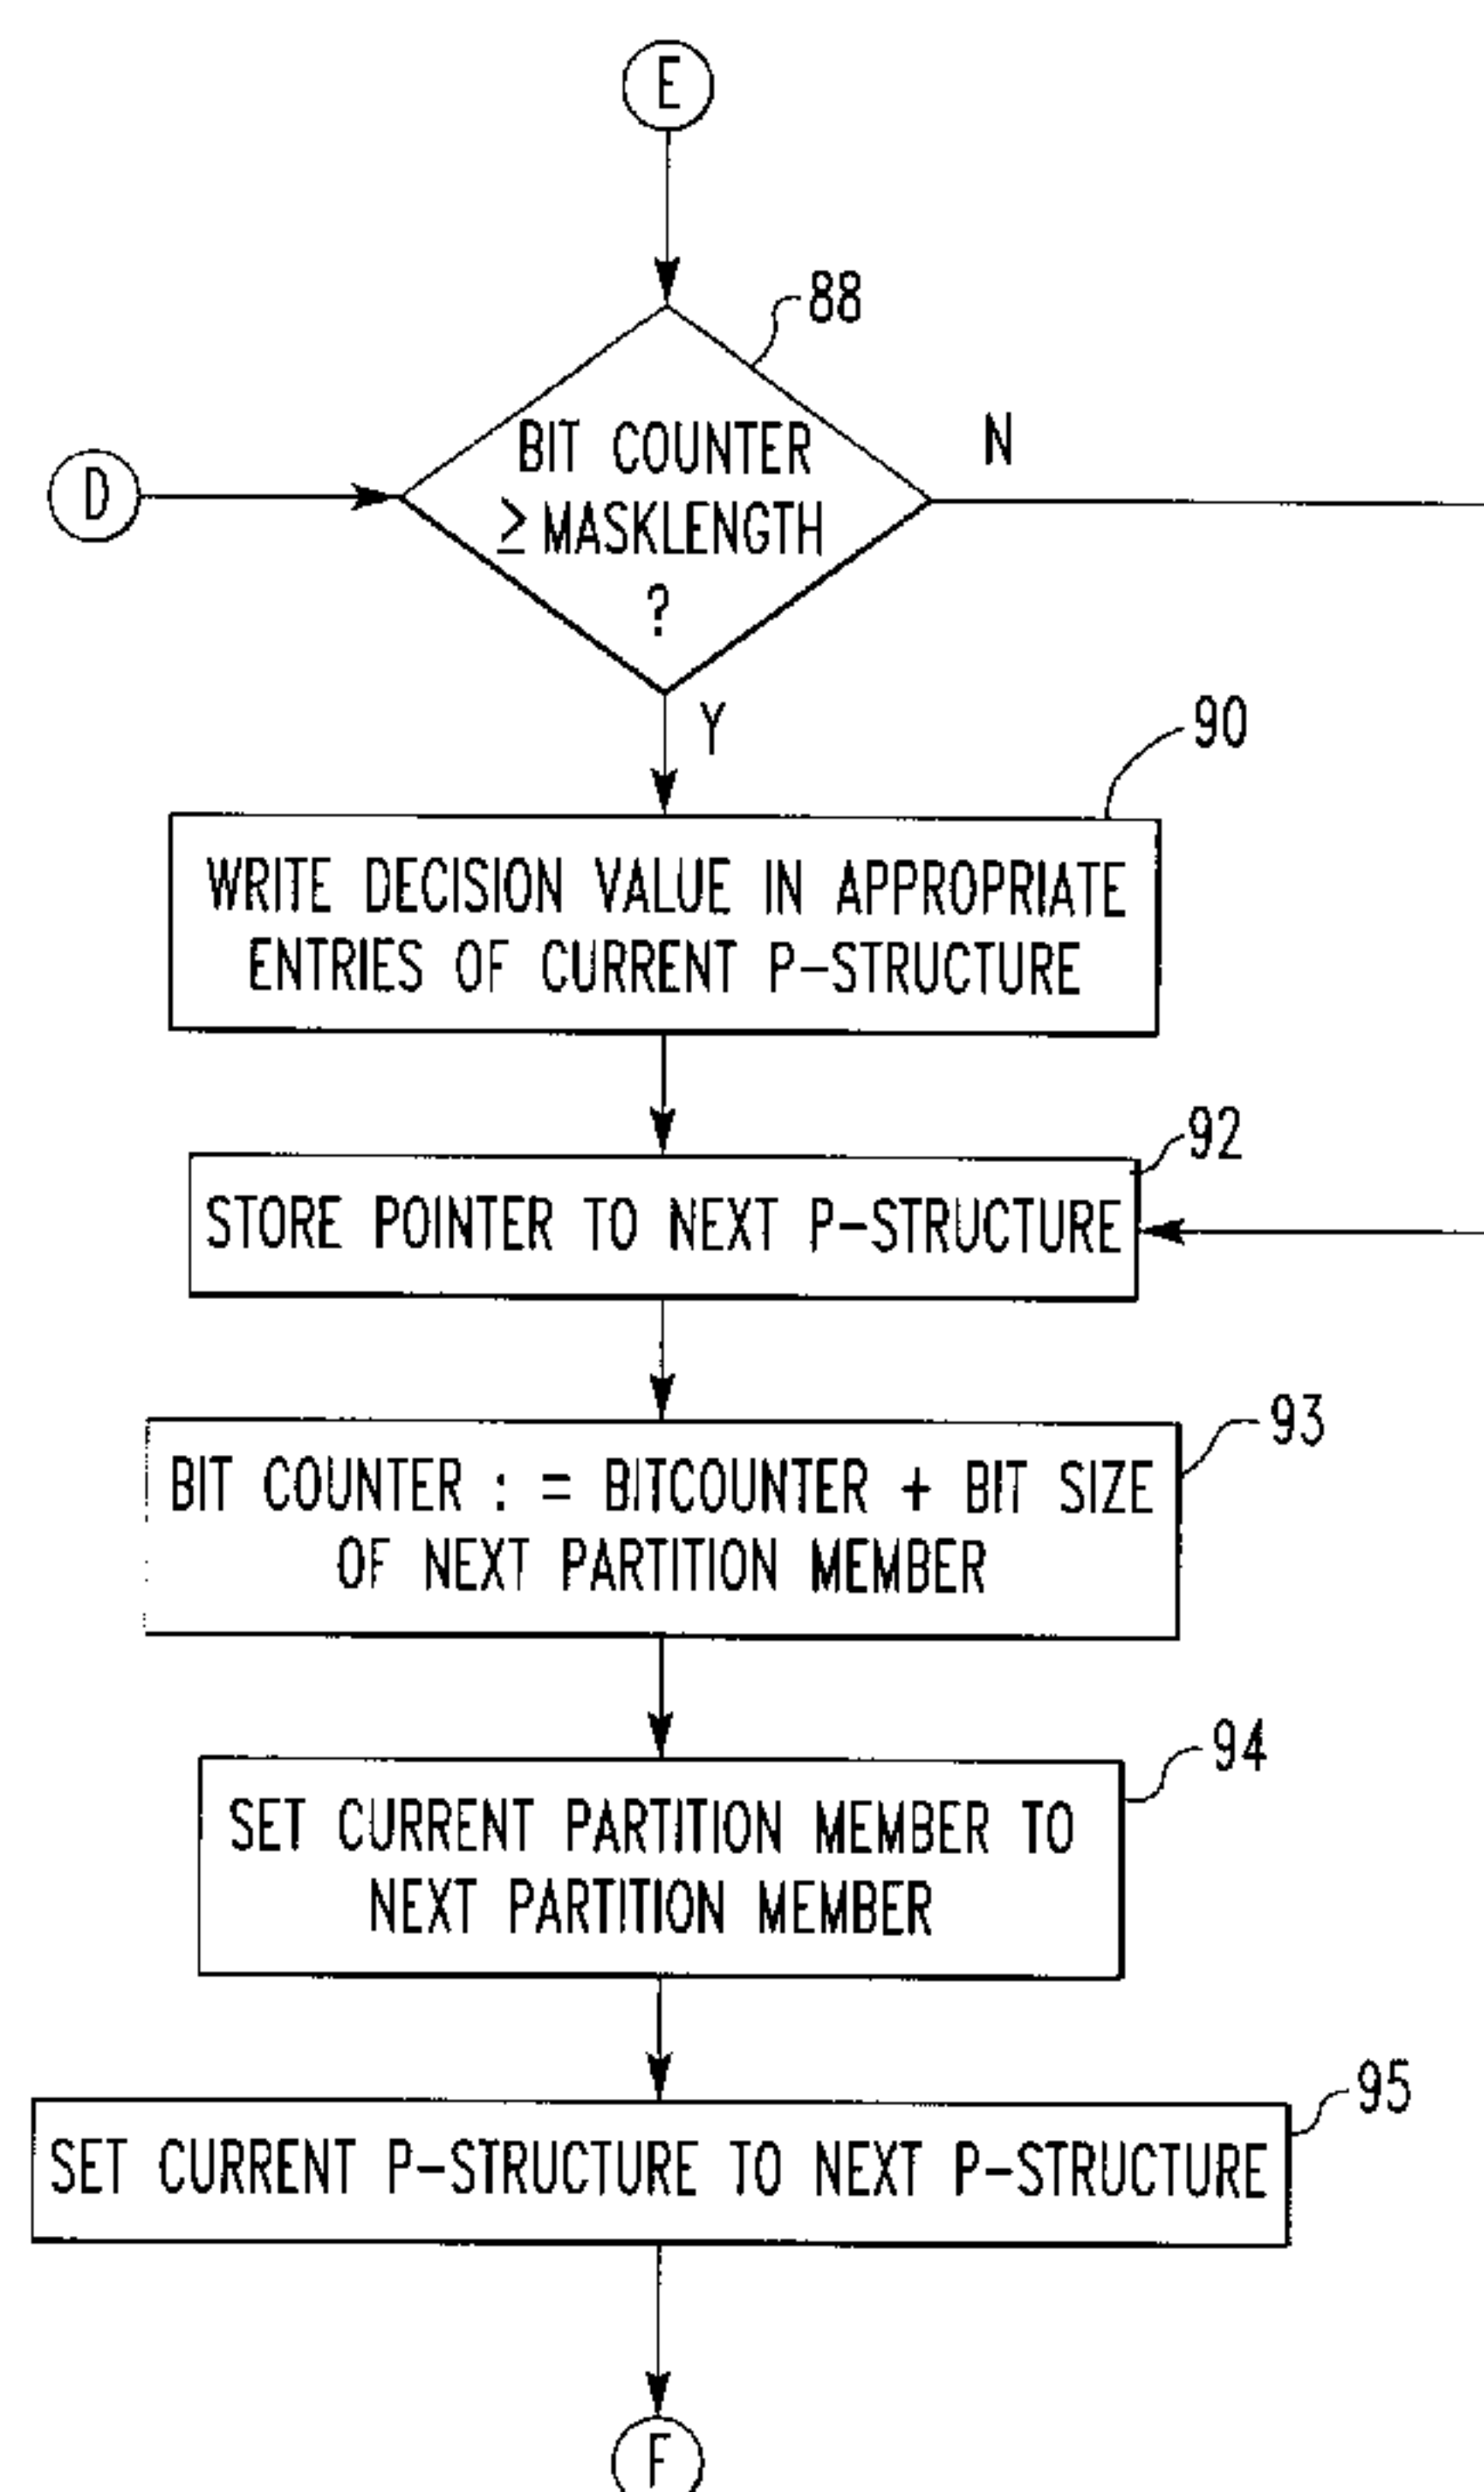 E
88
D
BIT COUNTER
≥ MASKLENGTH
?
N
Y
90
WRITE DECISION VALUE IN APPROPRIATE
ENTRIES OF CURRENT P-STRUCTURE
92
STORE POINTER TO NEXT P-STRUCTURE
93
BIT COUNTER : = BITCOUNTER + BIT SIZE
OF NEXT PARTITION MEMBER
94
SET CURRENT PARTITION MEMBER TO
NEXT PARTITION MEMBER
95
SET CURRENT P-STRUCTURE TO NEXT P-STRUCTURE
F